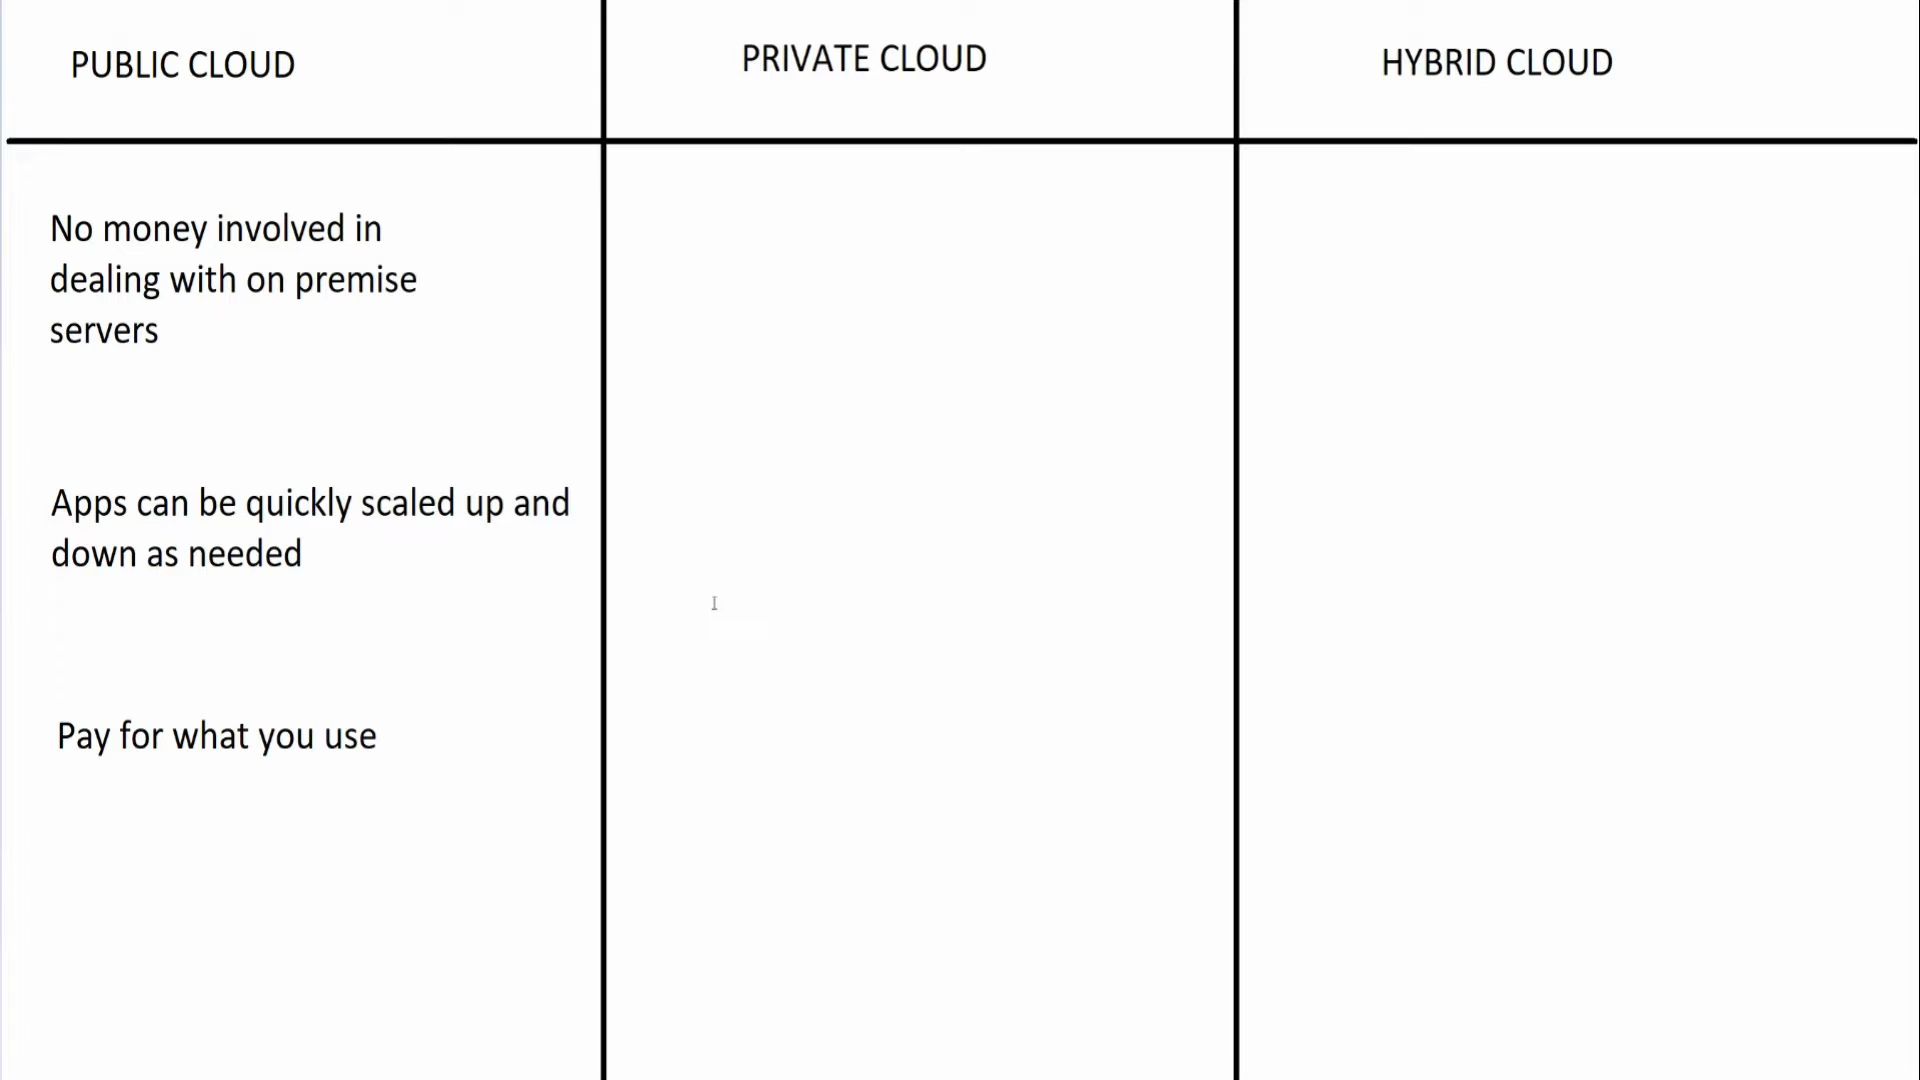 PUBLIC CLOUD
PRIVATE CLOUD
HYBRID CLOUD
No money involved in
dealing with on premise
servers
Apps can be quickly scaled up and
down as needed
Pay for what you use